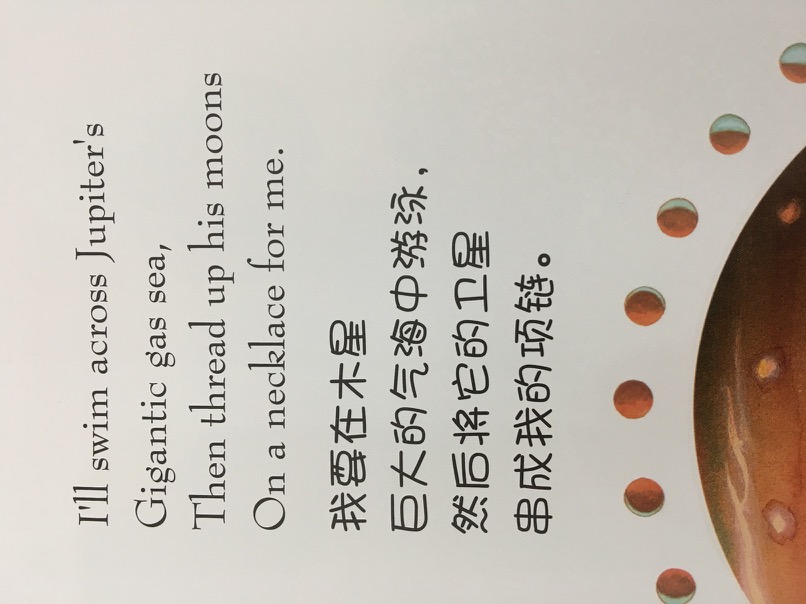 I'll swim across Jupiter's
Gigantic gas sea,
Then thread up his moons
On a necklace for me.
我要在木星
巨大的气海中游泳，
然后将它的卫星
串成我的项链。